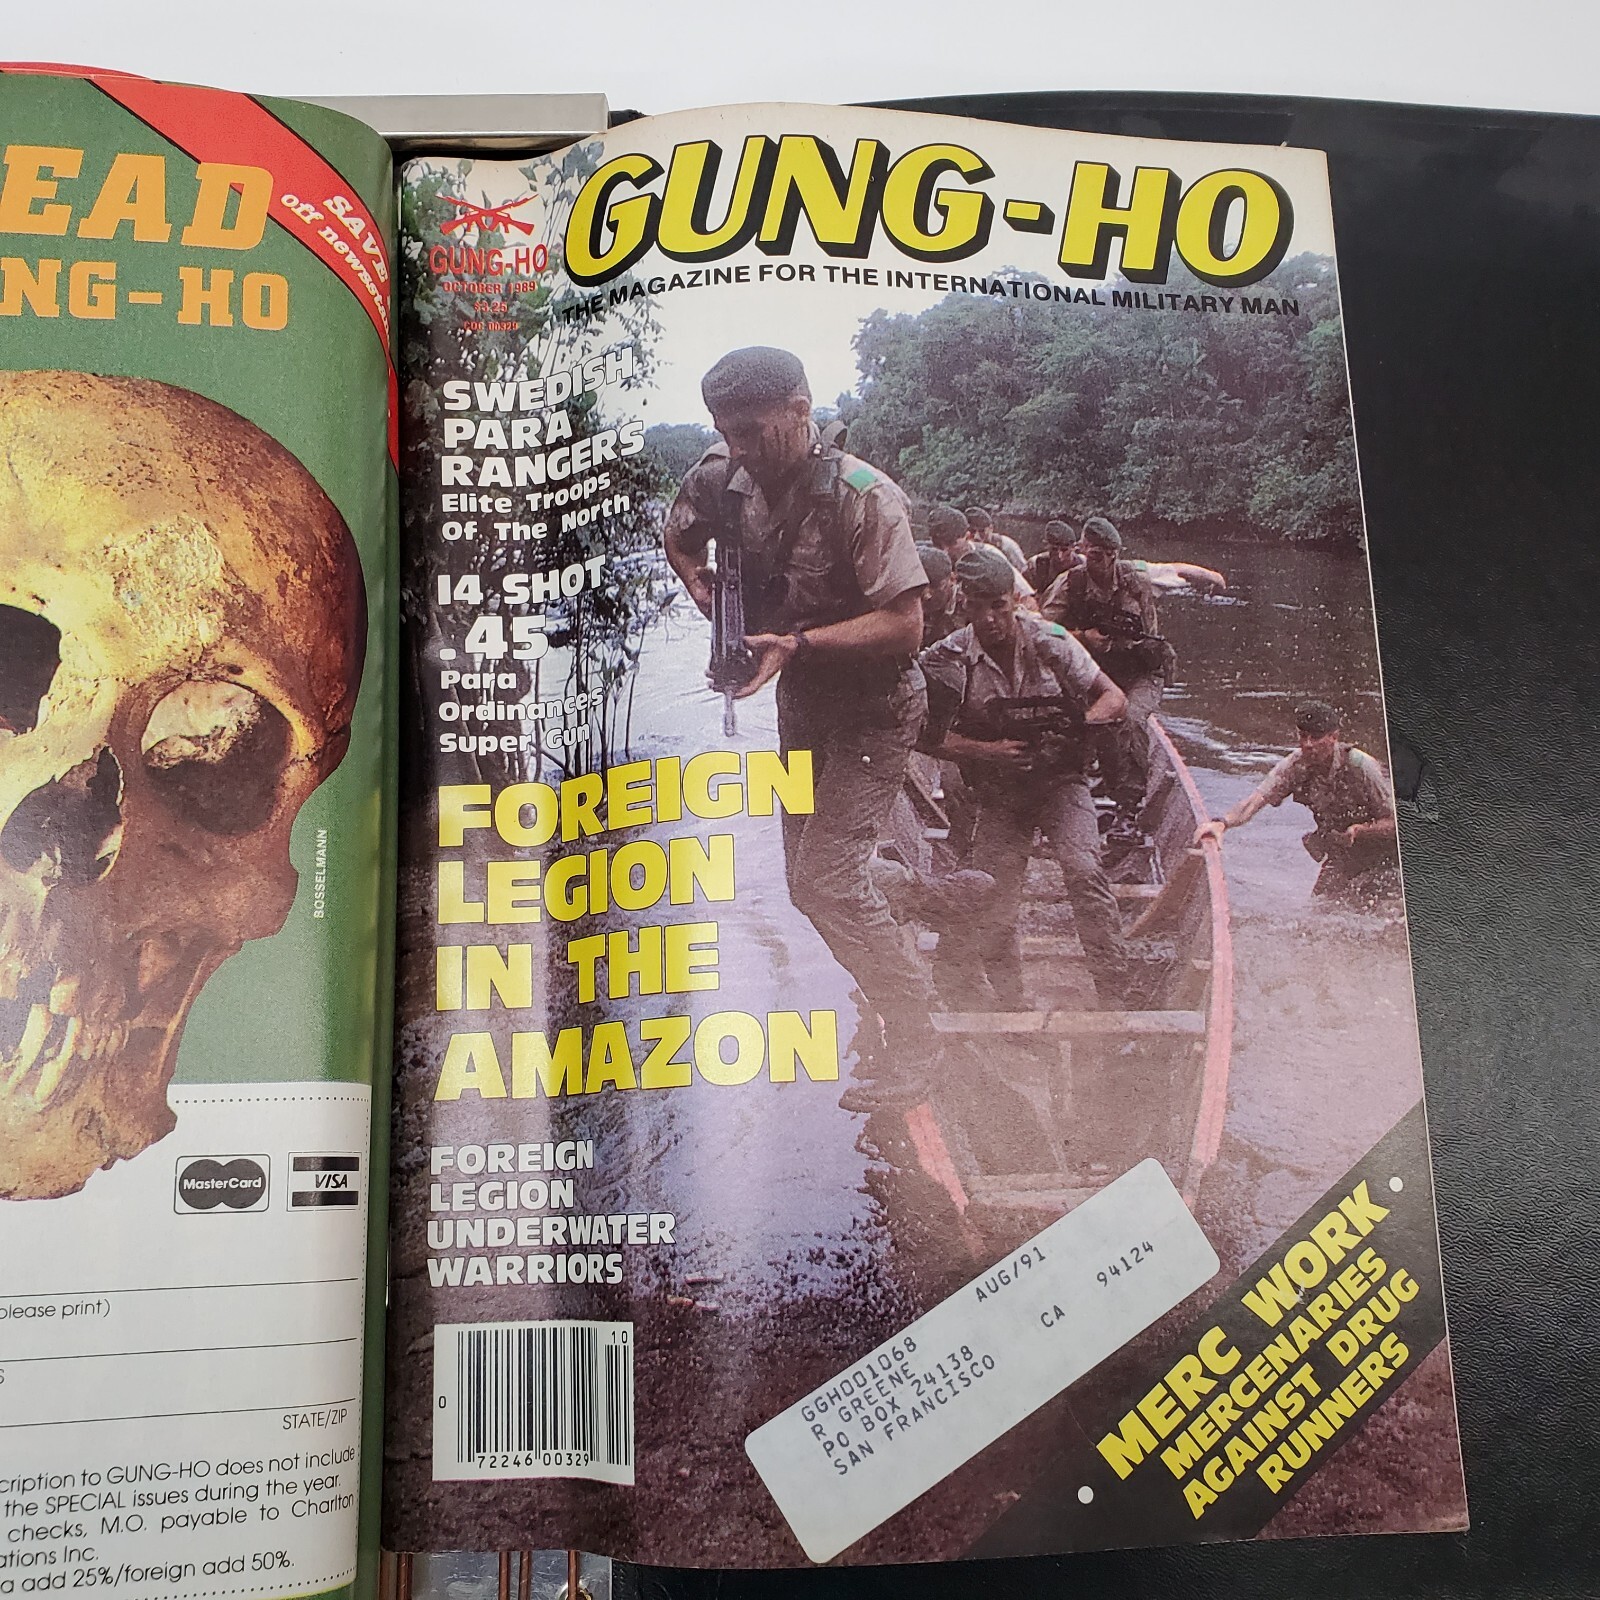 EAD
NG-HO
SAVE
off newsstan
BOSSELMANN
MasterCard
VISA
please print)
S
STATE/ZIP
cription to GUNG-HO does not include
the SPECIAL issues during the year.
checks, M.O. payable to Charlton
ations Inc.
a add 25%/foreign add 50%.
GUNG-HO
OCTOBER 1989
$3.25
CDC 00329
GUNG-HO
THE MAGAZINE FOR THE INTERNATIONAL MILITARY MAN
SWEDISH
PARA
RANGERS
Elite Troops
Of The North
14 SHOT
.45
Para
Ordinances
Super Gun
FOREIGN
LEGION
IN THE
AMAZON
FOREIGN
LEGION
UNDERWATER
WARRIORS
10
0
72246 00329
AUG/91
GGH001068
R GREENE
PO BOX 24138
SAN FRANCISCO CA 94124
MERC WORK
MERCENARIES
AGAINST DRUG
RUNNERS